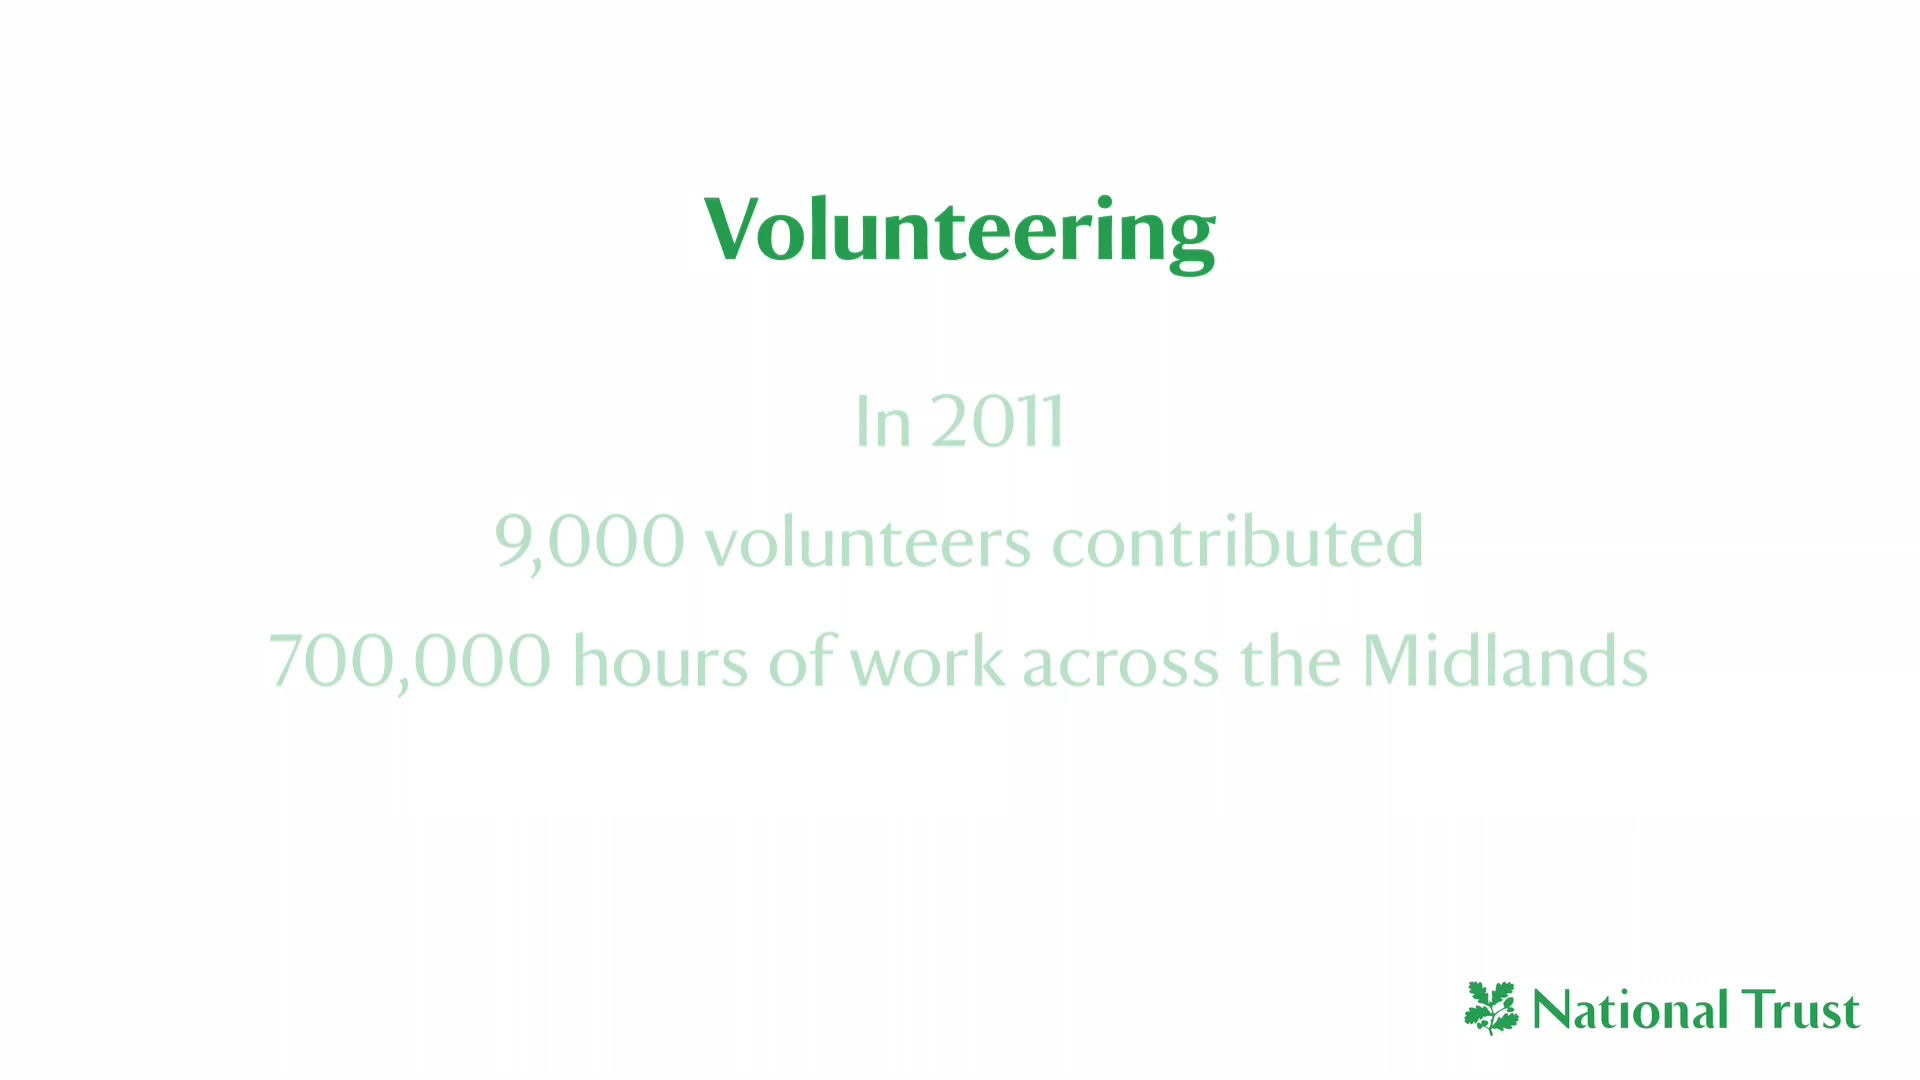 Volunteering
In 2011
9,000 volunteers contributed
700,000 hours of work across the Midlands
National Trust